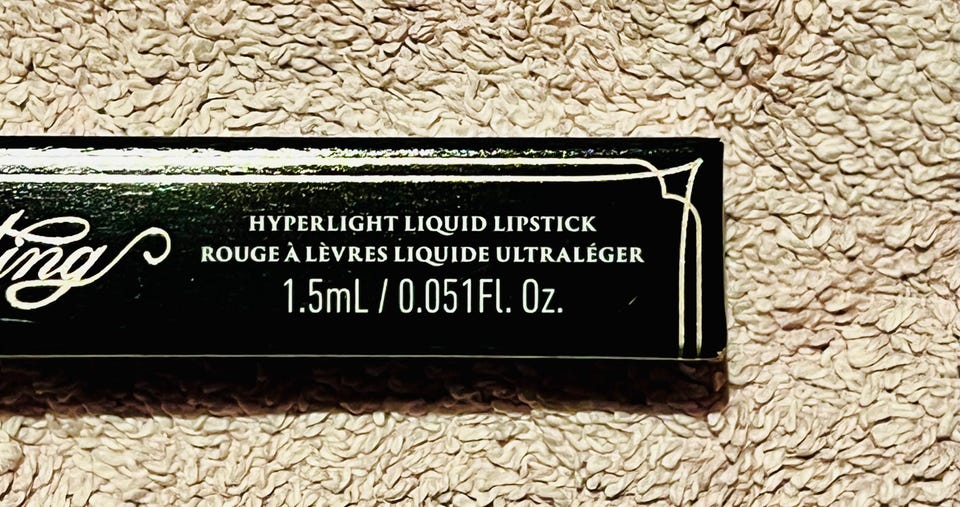 HYPERLIGHT LIQUID LIPSTICK
ROUGE À LÈVRES LIQUIDE ULTRALÉGER
1.5mL / 0.051Fl. Oz.